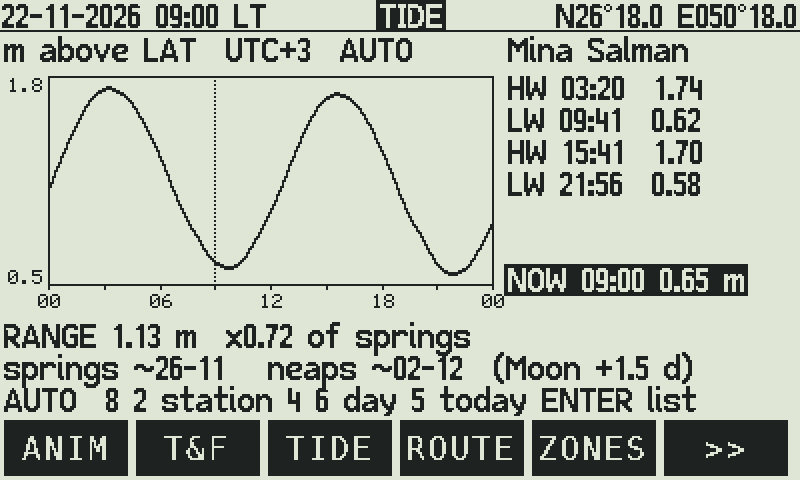 22-11-2026 09:00 LT TIDE N26°18.0 E050°18.0
m above LAT UTC+3 AUTO Mina Salman
1.8
HW 03:20 1.74
LW 09:41 0.62
HW 15:41 1.70
LW 21:56 0.58
0.5
NOW 09:00 0.65 m
00 06 12 18 00
RANGE 1.13 m x0.72 of springs
springs ~26-11 neaps ~02-12 (Moon +1.5 d)
AUTO 8 2 station 4 6 day 5 today ENTER list
ANIM T&F TIDE ROUTE ZONES >>